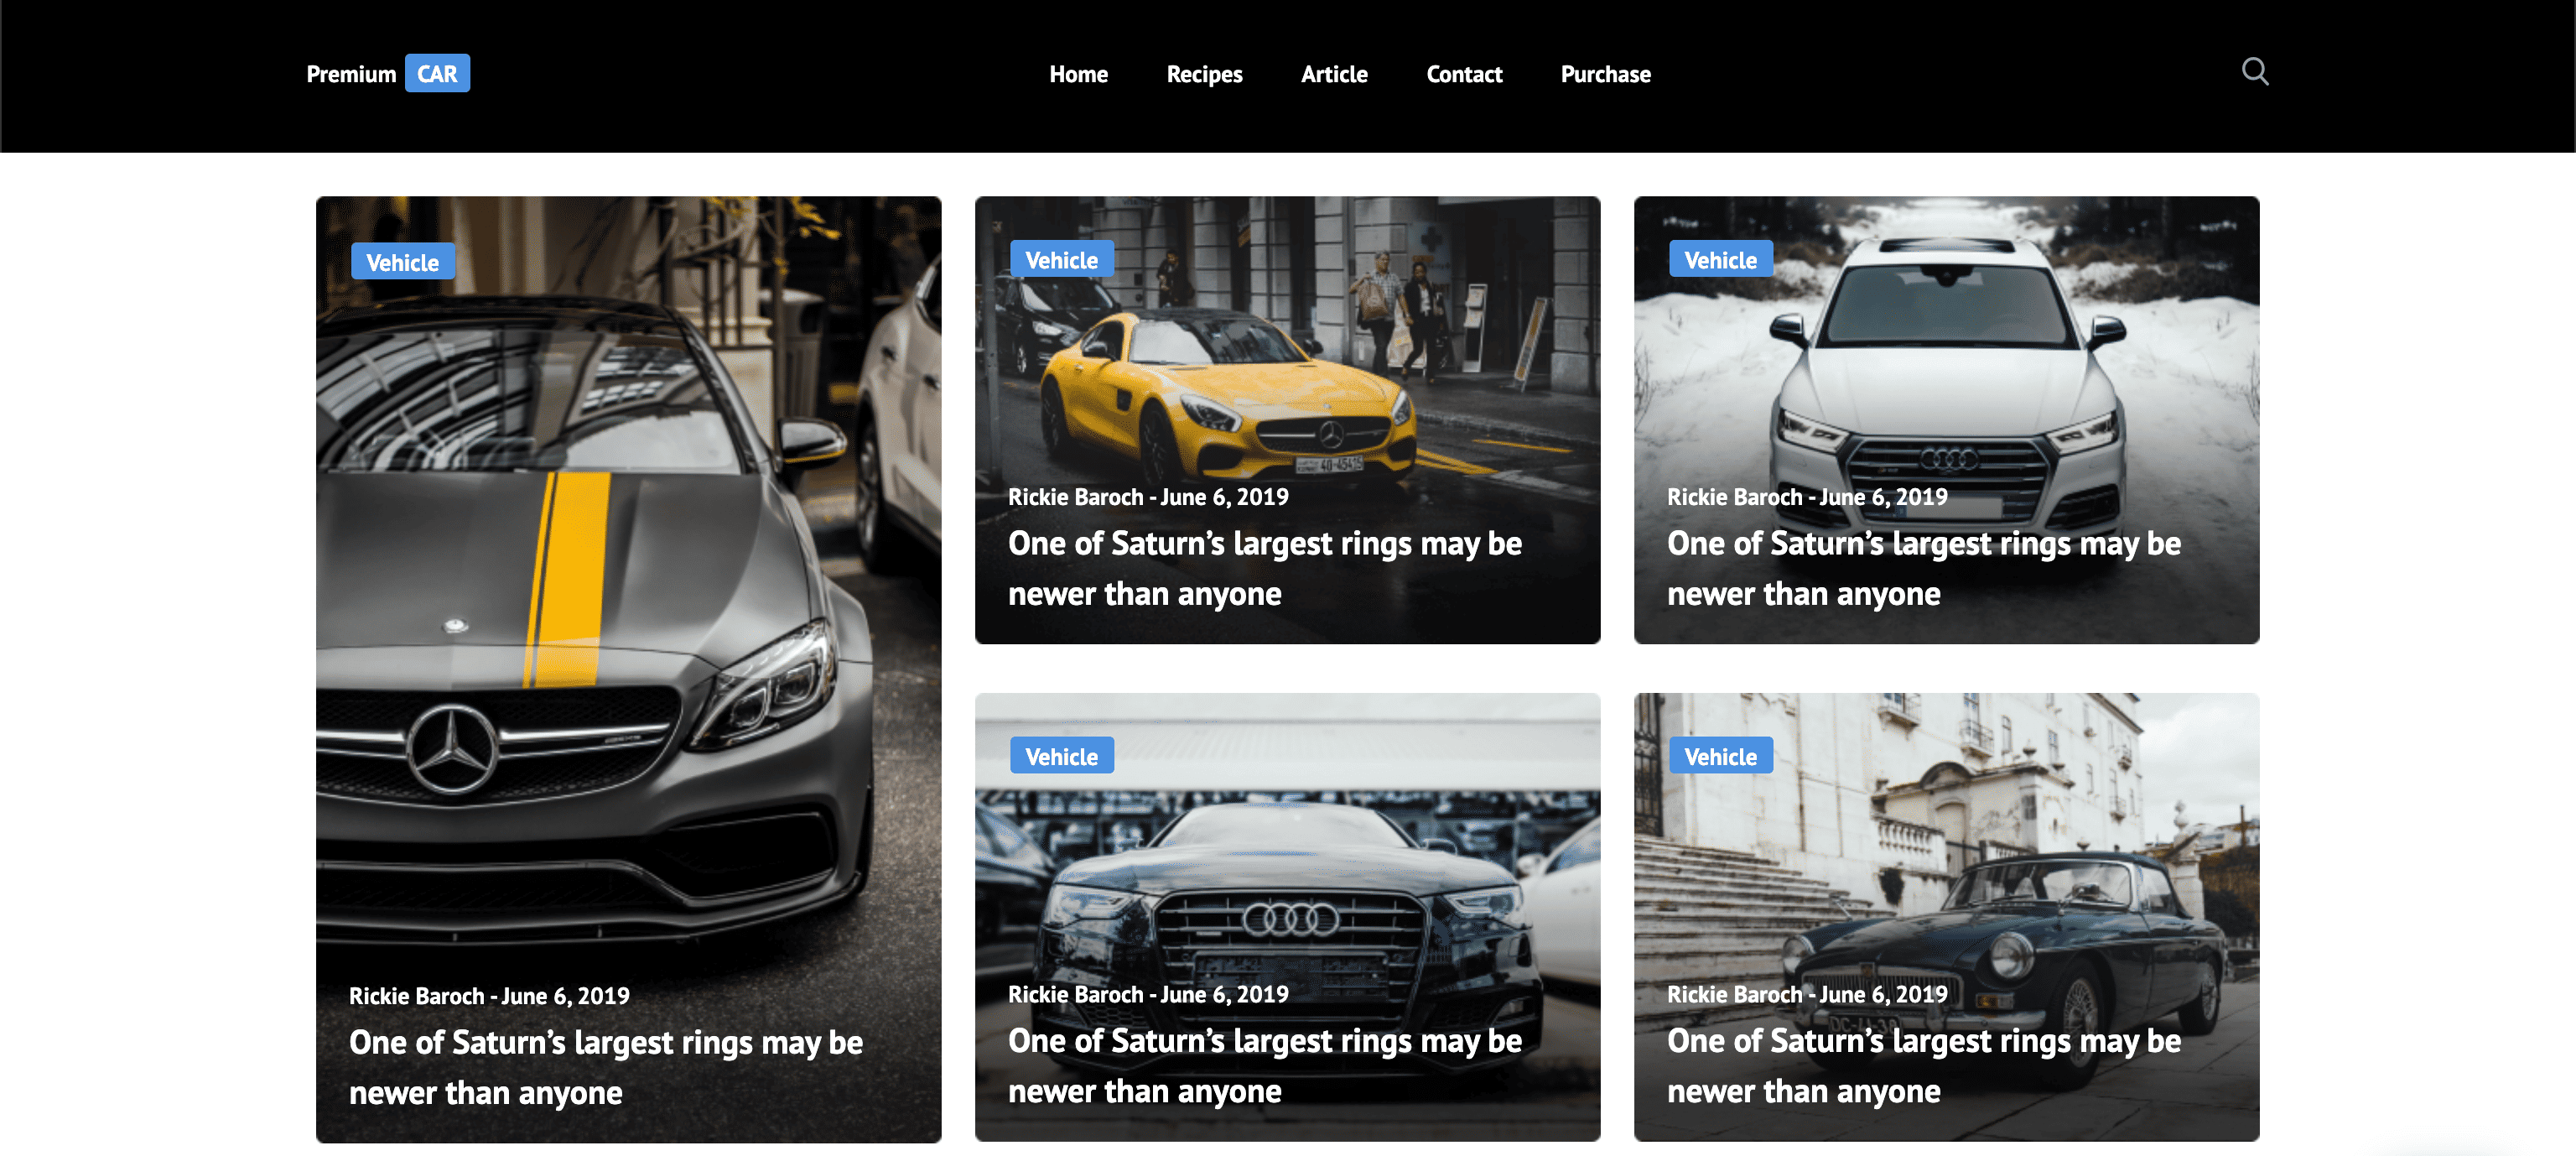 Premium CAR
Home Recipes Article Contact Purchase
Vehicle
Rickie Baroch - June 6, 2019
One of Saturn’s largest rings may be
newer than anyone
Vehicle
Rickie Baroch - June 6, 2019
One of Saturn’s largest rings may be
newer than anyone
Vehicle
Rickie Baroch - June 6, 2019
One of Saturn’s largest rings may be
newer than anyone
Vehicle
Rickie Baroch - June 6, 2019
One of Saturn’s largest rings may be
newer than anyone
Vehicle
Rickie Baroch - June 6, 2019
One of Saturn’s largest rings may be
newer than anyone